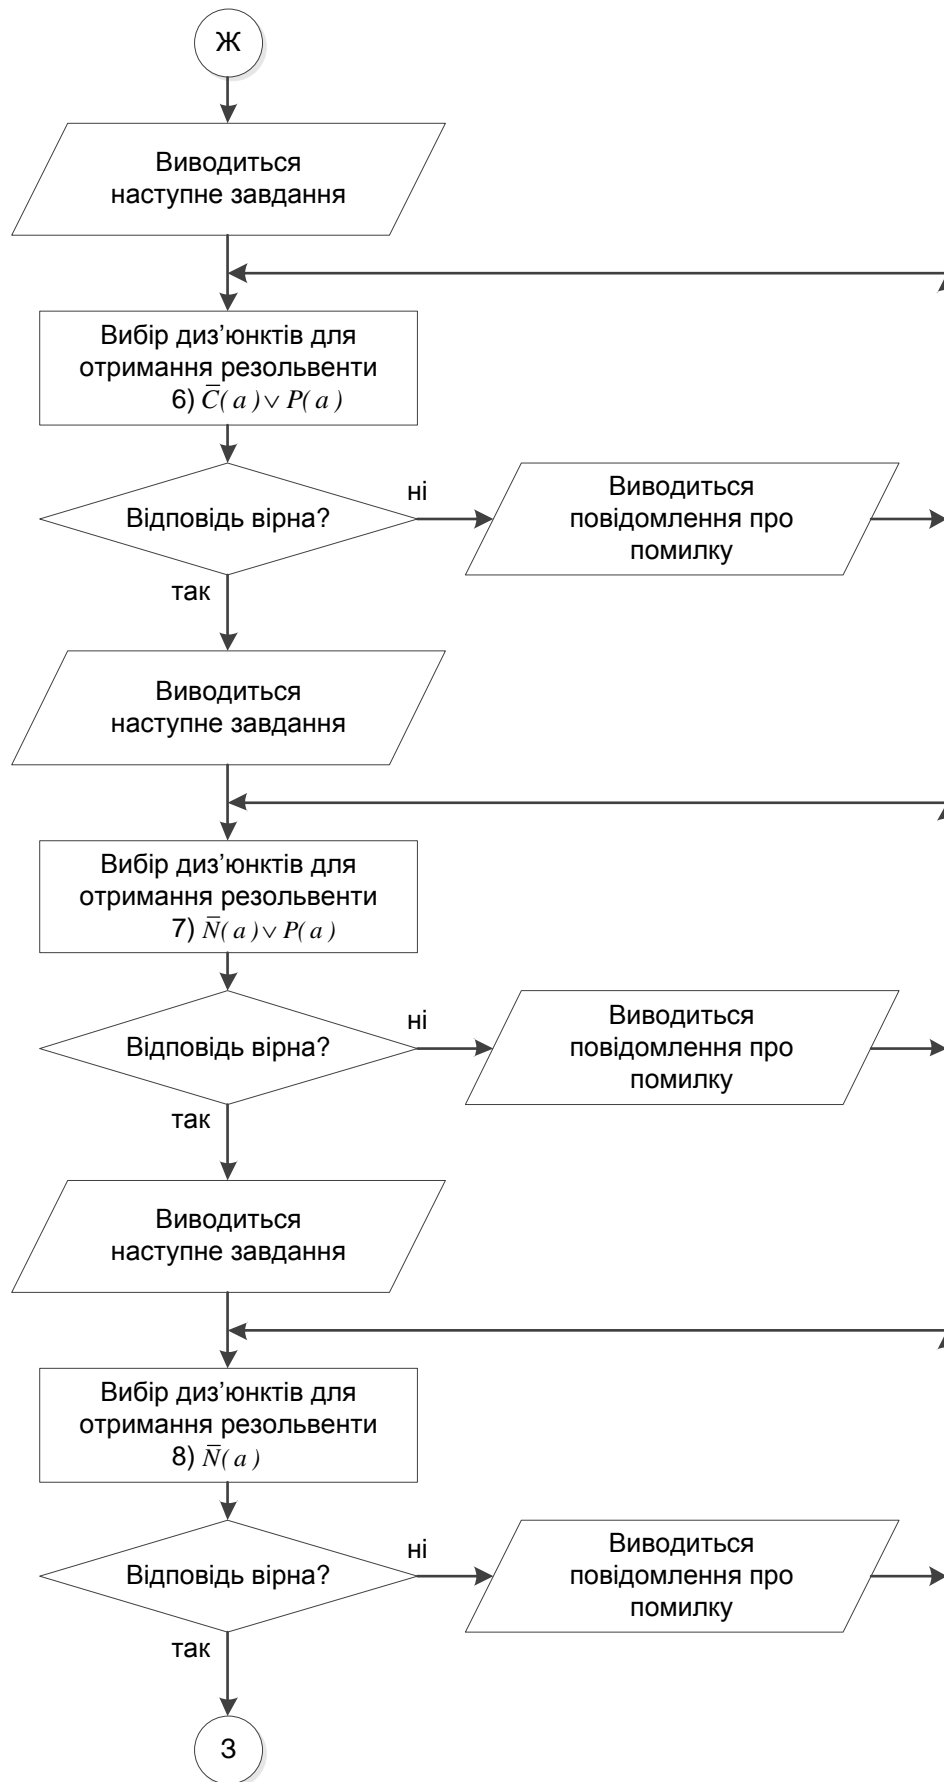 Ж
Виводиться
наступне завдання
Вибір диз’юнктів для
отримання резольвенти
6) C̅(a)∨P(a)
Відповідь вірна?
ні
Виводиться
повідомлення про
помилку
так
Виводиться
наступне завдання
Вибір диз’юнктів для
отримання резольвенти
7) N̅(a)∨P(a)
Відповідь вірна?
ні
Виводиться
повідомлення про
помилку
так
Виводиться
наступне завдання
Вибір диз’юнктів для
отримання резольвенти
8) N̅(a)
Відповідь вірна?
ні
Виводиться
повідомлення про
помилку
так
З